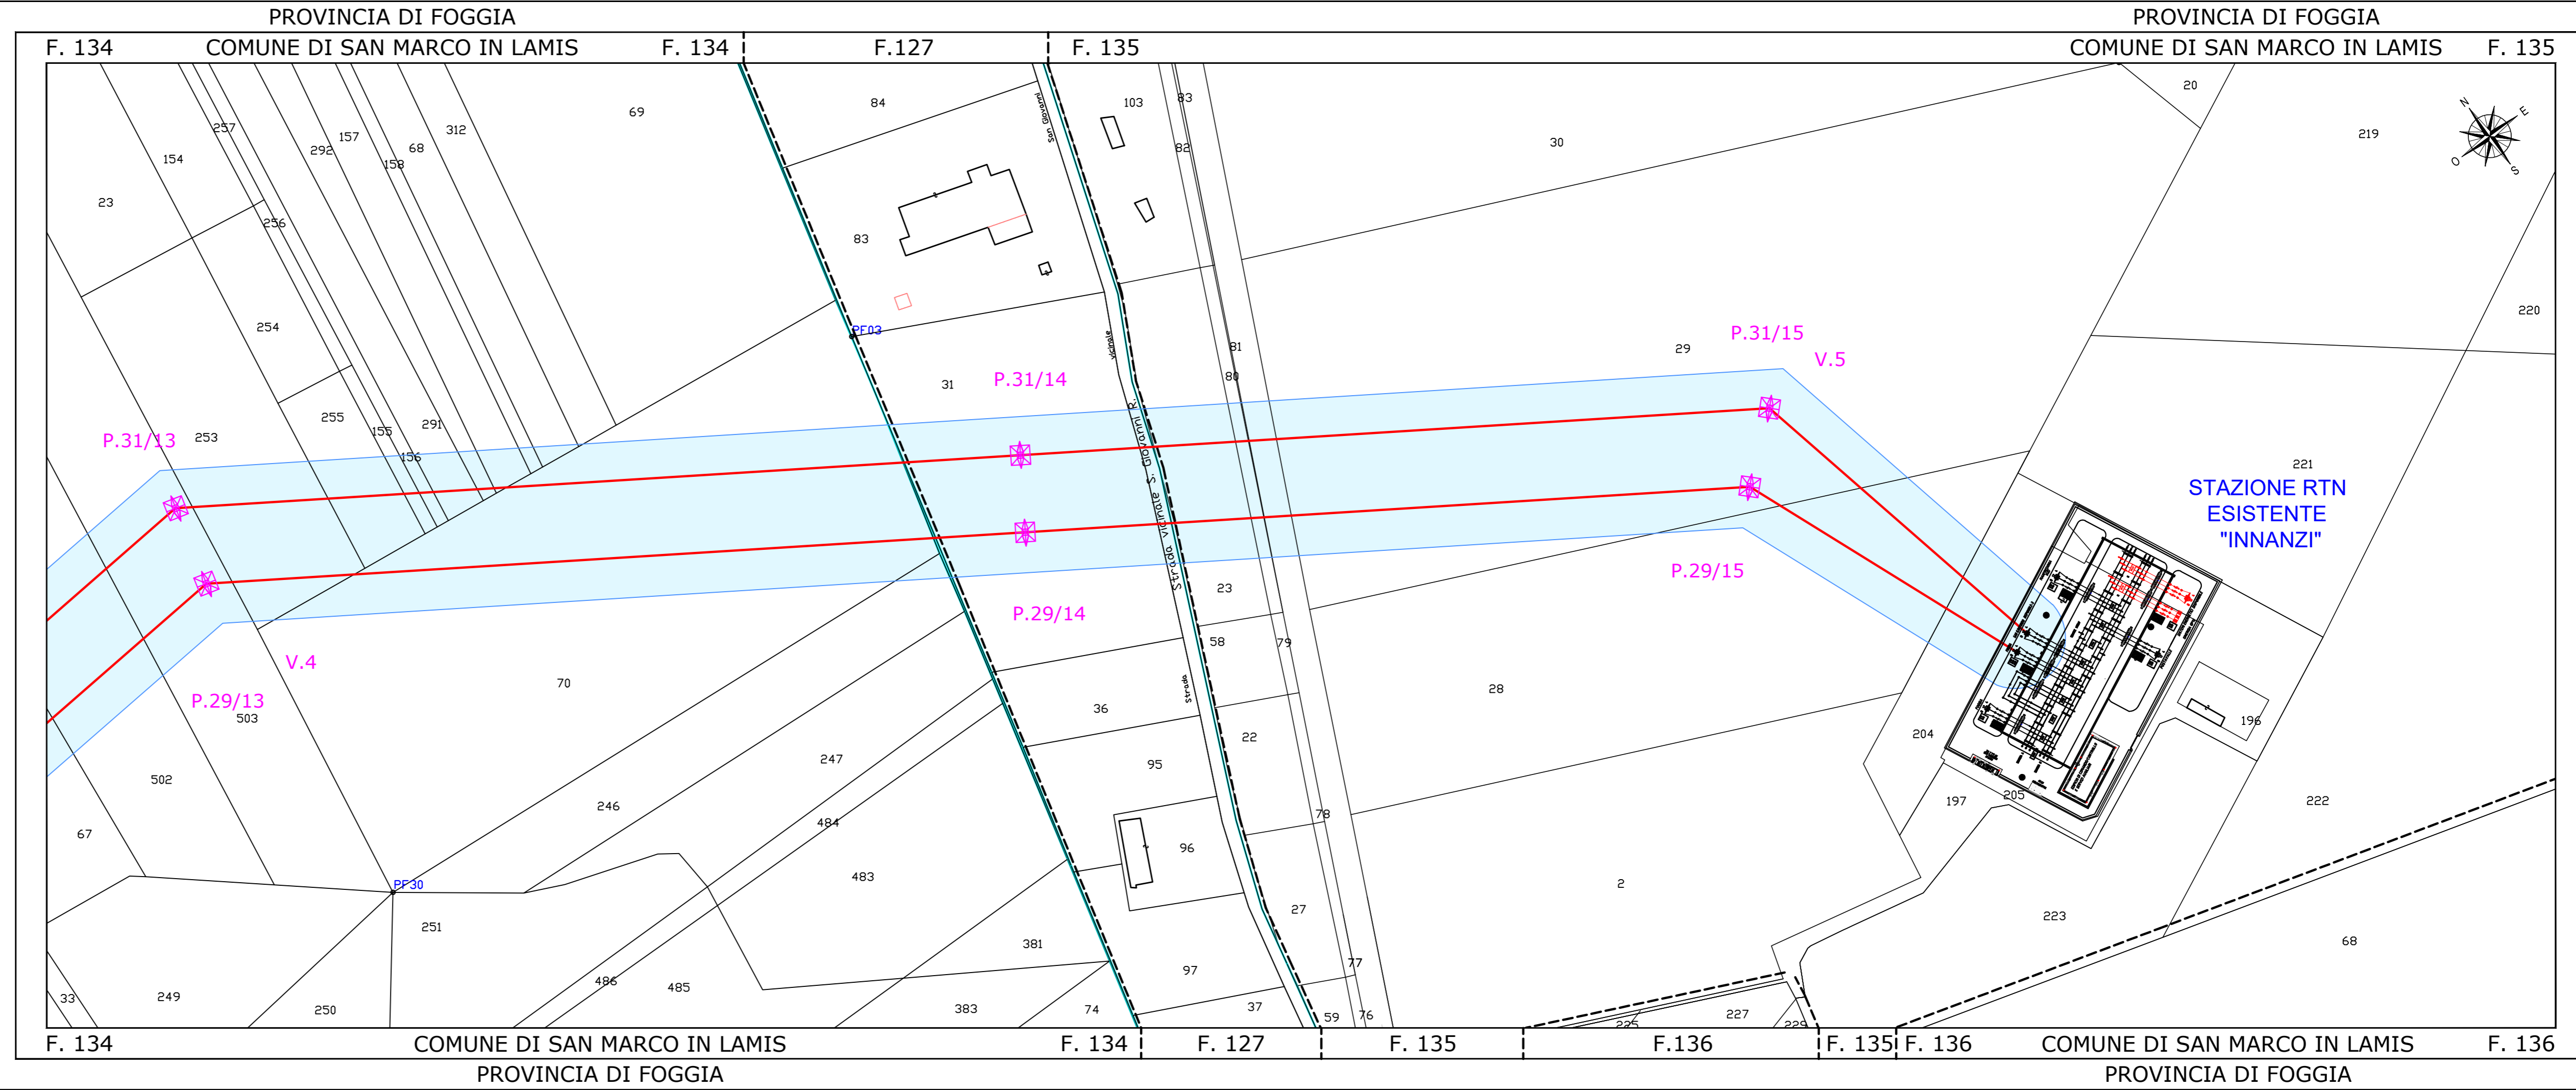 PROVINCIA DI FOGGIA
PROVINCIA DI FOGGIA
F. 134
COMUNE DI SAN MARCO IN LAMIS
F. 134
F.127
F. 135
COMUNE DI SAN MARCO IN LAMIS
F. 135
20
69
84
103
83
San Giovanni
N
E
O
S
257
157
312
292
68
158
154
82
30
219
23
256
83
254
PF03
vicinale
81
80
31
P.31/14
29
P.31/15
V.5
220
255
155
291
156
P.31/13
253
Strada vicinale S. Giovanni R.
221
STAZIONE RTN
ESISTENTE
"INNANZI"
P.29/15
23
P.29/14
58
79
V.4
P.29/13
503
70
Strada
28
36
22
196
204
247
95
502
246
78
197
205
222
67
484
96
PF30
483
2
251
27
223
381
68
77
97
33
249
250
486
485
383
74
37
59
76
225
227
229
F. 134
COMUNE DI SAN MARCO IN LAMIS
F. 134
F. 127
F. 135
F.136
F. 135
F. 136
COMUNE DI SAN MARCO IN LAMIS
F. 136
PROVINCIA DI FOGGIA
PROVINCIA DI FOGGIA